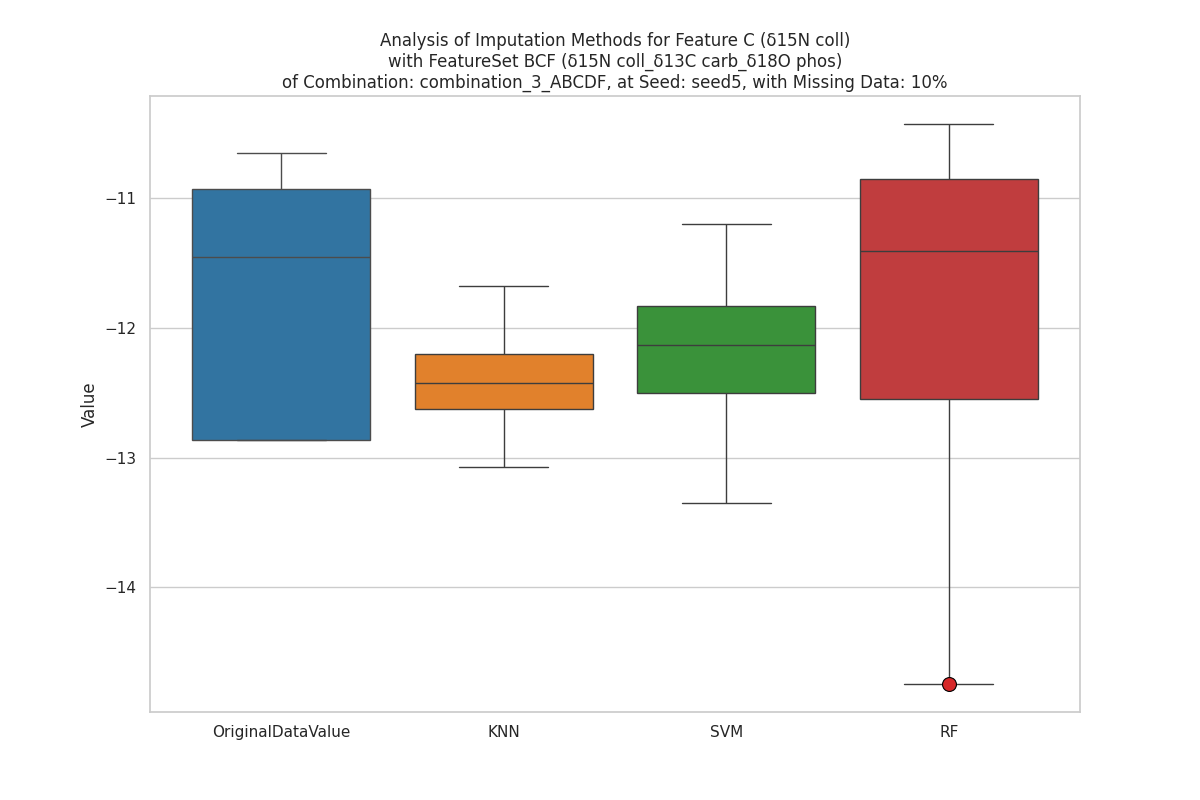 Analysis of Imputation Methods for Feature C (δ15N coll)
with FeatureSet BCF (δ15N coll_δ13C carb_δ18O phos)
of Combination: combination_3_ABCDF, at Seed: seed5, with Missing Data: 10%
Value
−11
−12
−13
−14
OriginalDataValue
KNN
SVM
RF